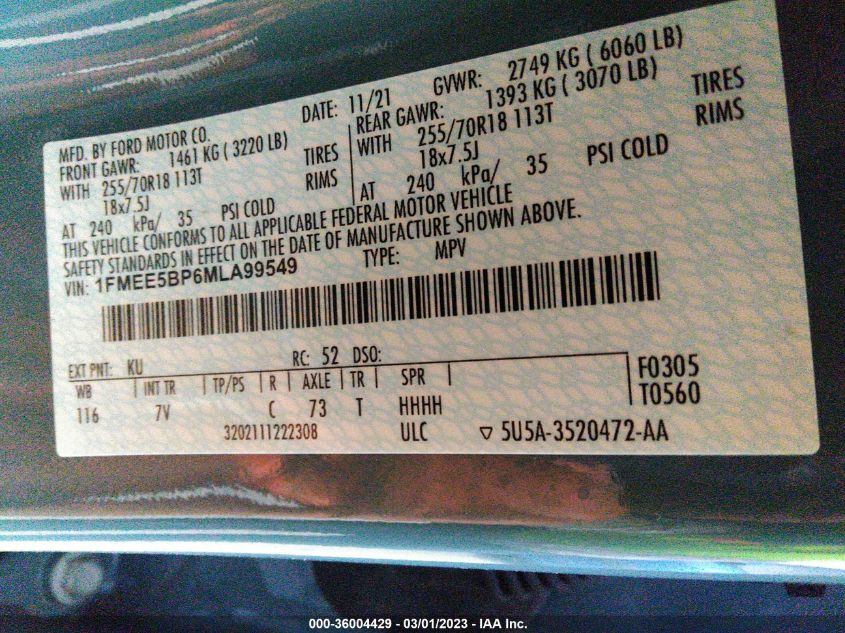 MFD. BY FORD MOTOR CO.
DATE: 11/21
GVWR: 2749 KG ( 6060 LB)
FRONT GAWR: 1461 KG ( 3220 LB)
REAR GAWR: 1393 KG ( 3070 LB)
WITH 255/70R18 113T TIRES
WITH 255/70R18 113T TIRES
18x7.5J RIMS
18x7.5J RIMS
AT 240 kPa/ 35 PSI COLD
AT 240 kPa/ 35 PSI COLD
THIS VEHICLE CONFORMS TO ALL APPLICABLE FEDERAL MOTOR VEHICLE
SAFETY STANDARDS IN EFFECT ON THE DATE OF MANUFACTURE SHOWN ABOVE.
VIN: 1FMEE5BP6MLA99549
TYPE: MPV
EXT PNT: KU RC: 52 DSO:
WB INT TR TP/PS R AXLE TR SPR
116 7V C 73 T HHHH
F0305
T0560
3202111222308 ULC ▽ 5U5A-3520472-AA
000-36004429 - 03/01/2023 - IAA Inc.